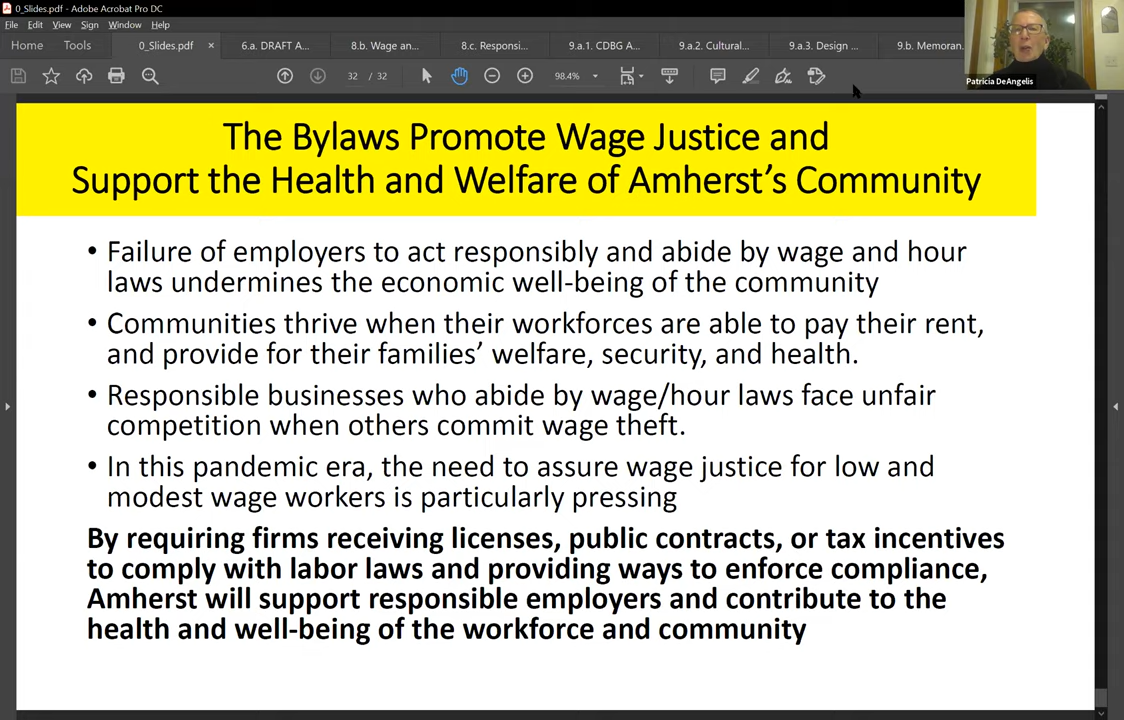 0_Slides.pdf - Adobe Acrobat Pro DC
File Edit View Sign Window Help
Home Tools 0_Slides.pdf × 6.a. DRAFT A... 8.b. Wage an... 8.c. Responsi... 9.a.1. CDBG A... 9.a.2. Cultural... 9.a.3. Design ... 9.b. Memoran.
32 / 32 98.4%
Patricia DeAngelis
The Bylaws Promote Wage Justice and
Support the Health and Welfare of Amherst’s Community
• Failure of employers to act responsibly and abide by wage and hour
laws undermines the economic well-being of the community
• Communities thrive when their workforces are able to pay their rent,
and provide for their families’ welfare, security, and health.
• Responsible businesses who abide by wage/hour laws face unfair
competition when others commit wage theft.
• In this pandemic era, the need to assure wage justice for low and
modest wage workers is particularly pressing
By requiring firms receiving licenses, public contracts, or tax incentives
to comply with labor laws and providing ways to enforce compliance,
Amherst will support responsible employers and contribute to the
health and well-being of the workforce and community